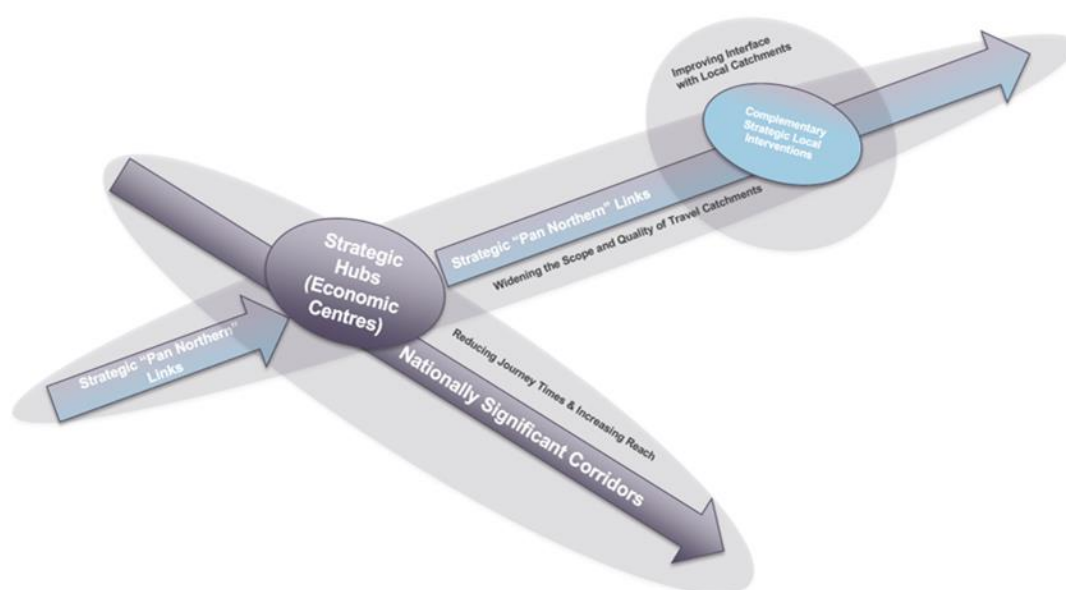 Improving Interface
with Local Catchments
Complementary
Strategic Local
Interventions
Strategic “Pan Northern” Links
Widening the Scope and Quality of Travel Catchments
Strategic
Hubs
(Economic
Centres)
Strategic “Pan Northern”
Links
Reducing Journey Times & Increasing Reach
Nationally Significant Corridors